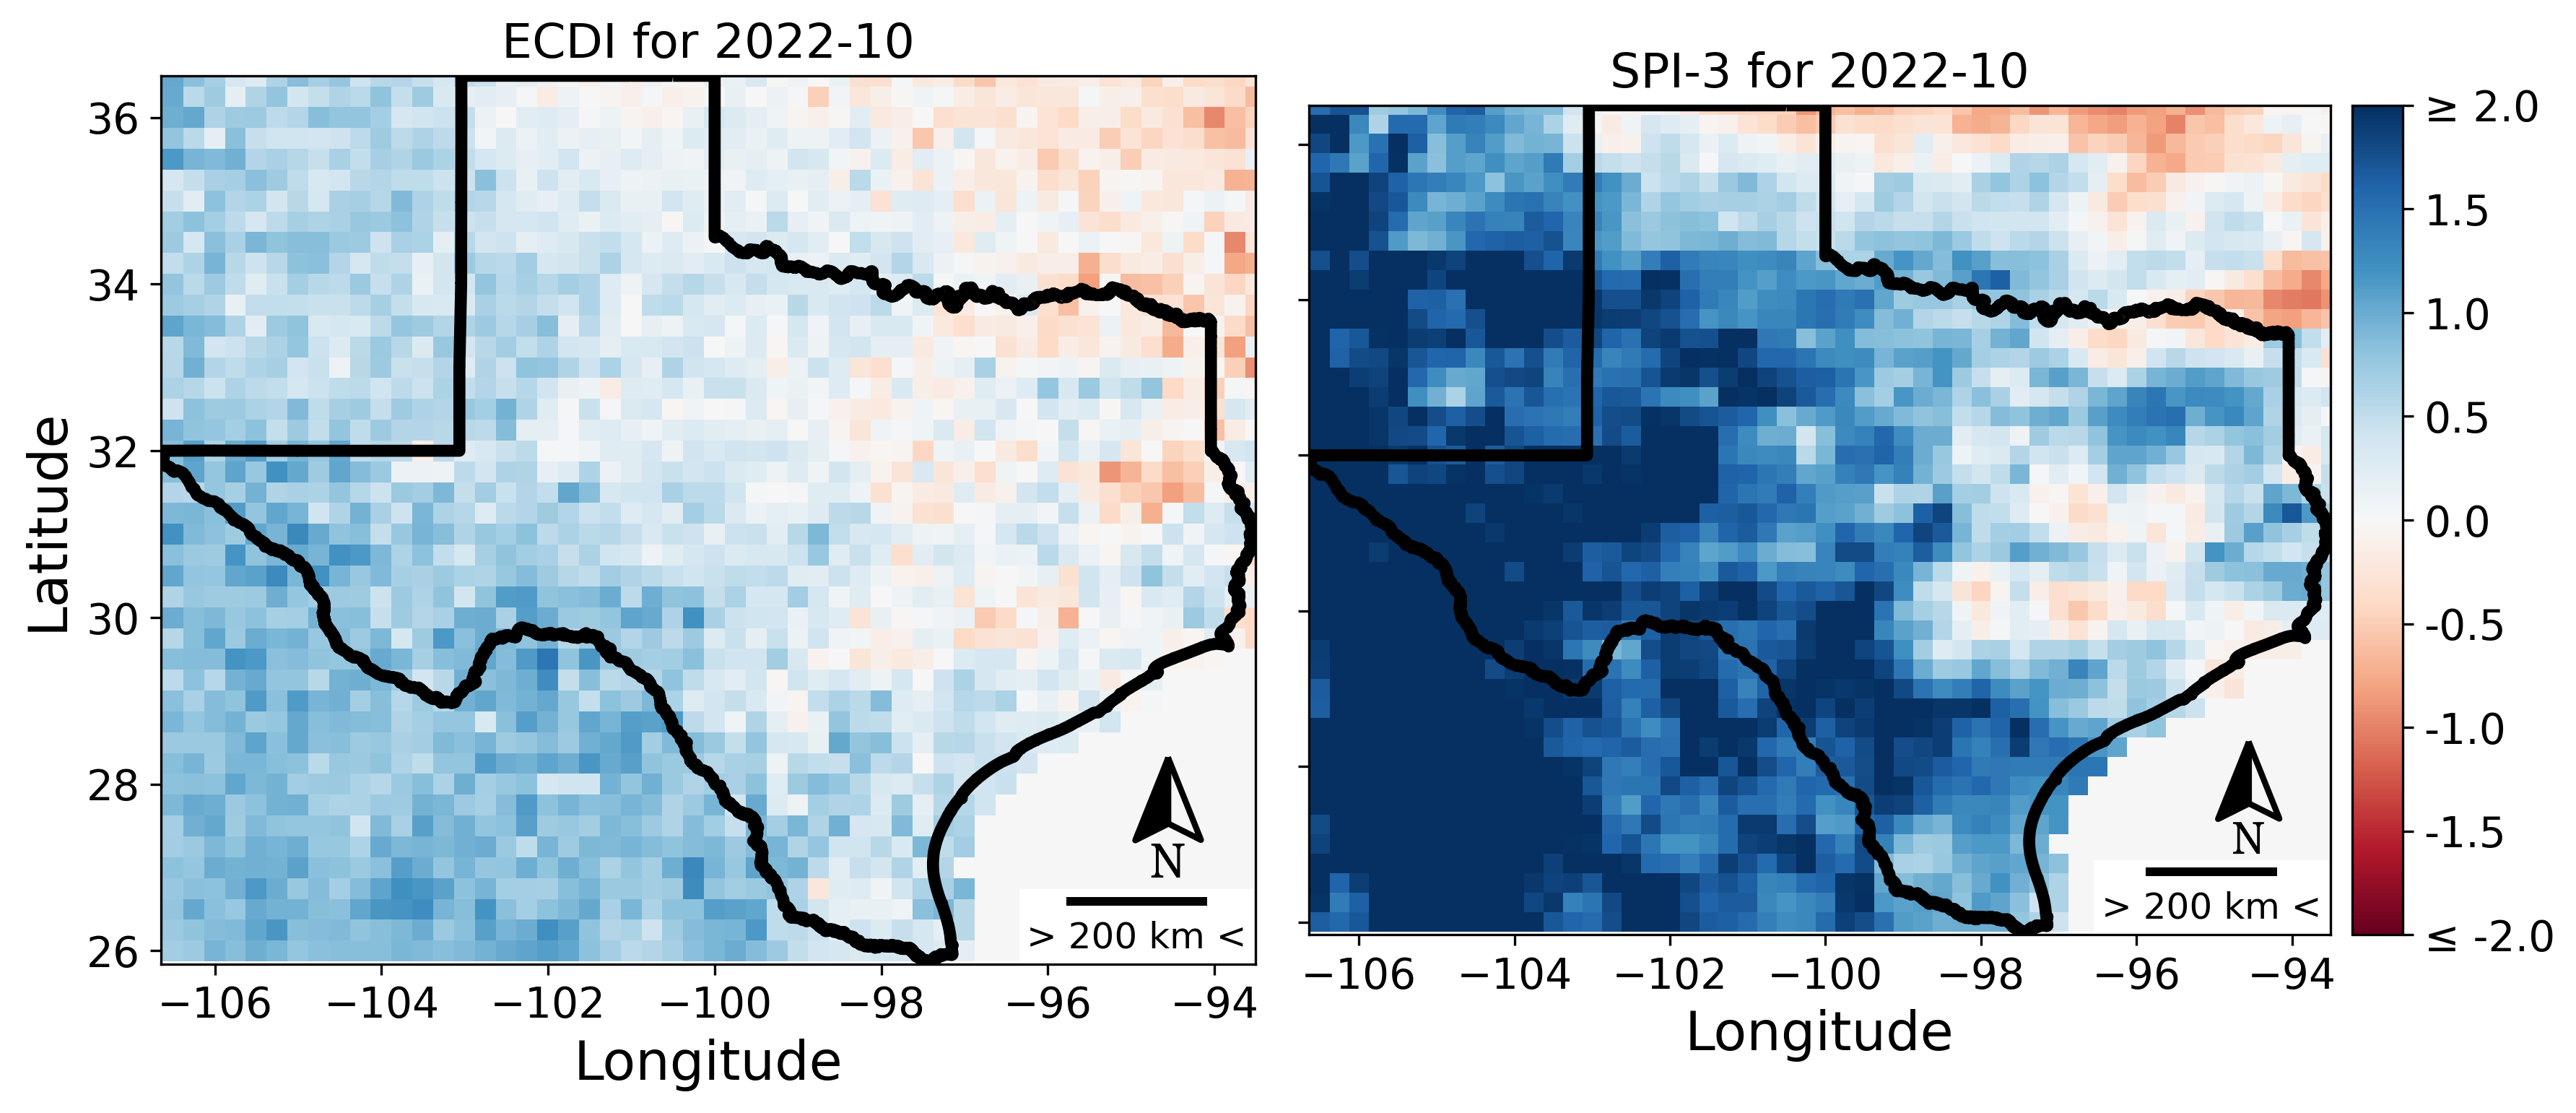 ECDI for 2022-10
36
34
32
30
28
26
Latitude
−106 −104 −102 −100 −98 −96 −94
Longitude
N
> 200 km <
SPI-3 for 2022-10
−106 −104 −102 −100 −98 −96 −94
Longitude
N
> 200 km <
≥ 2.0
1.5
1.0
0.5
0.0
-0.5
-1.0
-1.5
≤ -2.0